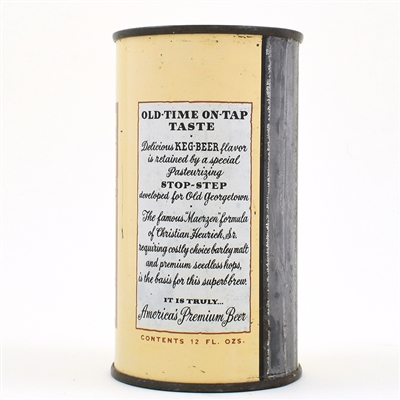 OLD-TIME ON-TAP
TASTE
Delicious KEG-BEER flavor
is retained by a special
Pasteurizing
STOP-STEP
developed for Old Georgetown
The famous "Maerzen" formula
of Christian Heurich, Sr.
requiring costly choice barley malt
and premium seedless hops,
is the basis for this superb brew.
IT IS TRULY...
America's Premium Beer
CONTENTS 12 FL. OZS.